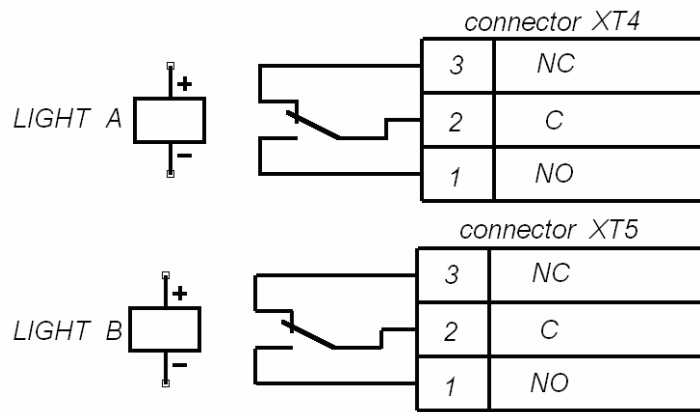 connector XT4
3 NC
+
LIGHT A
2 C
-
1 NO
connector XT5
3 NC
+
LIGHT B
2 C
-
1 NO